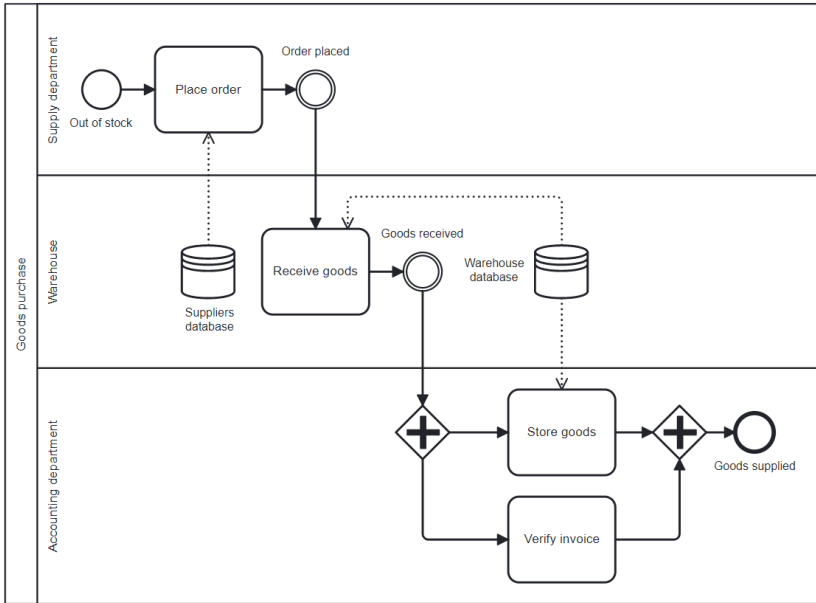 Goods purchase
Supply department
Out of stock
Place order
Order placed
Warehouse
Suppliers
database
Receive goods
Goods received
Warehouse
database
Accounting department
Store goods
Verify invoice
Goods supplied